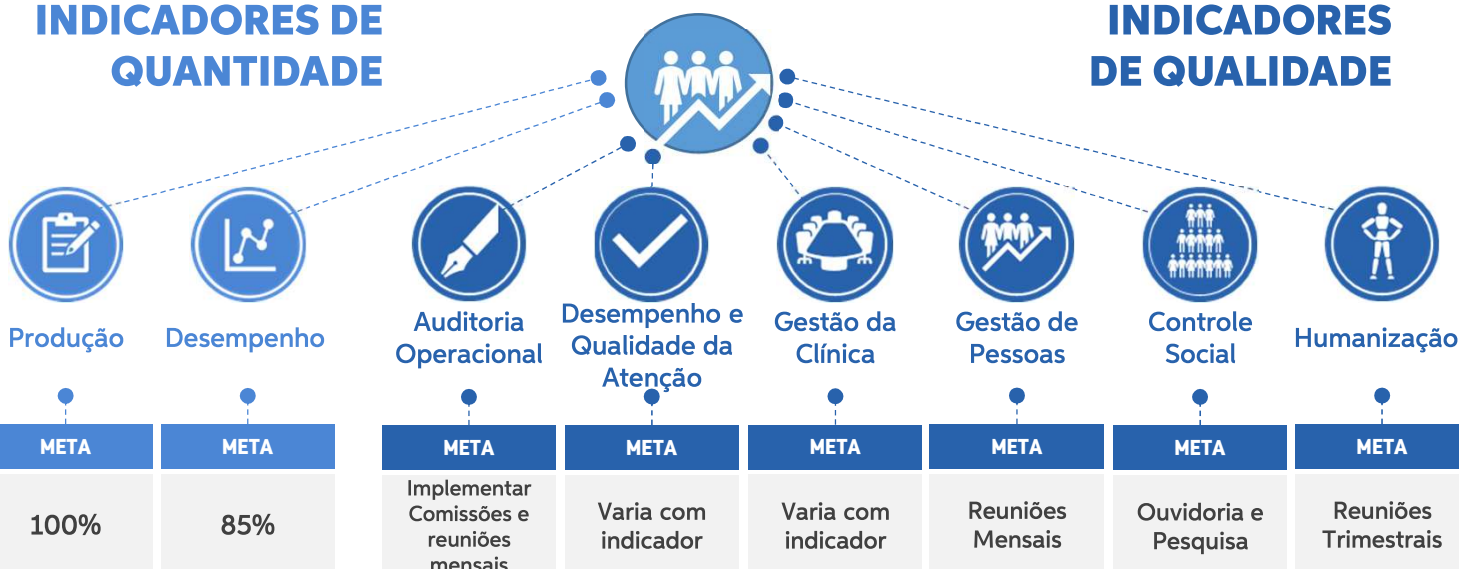 INDICADORES DE
QUANTIDADE
INDICADORES
DE QUALIDADE
Produção
Desempenho
Auditoria
Operacional
Desempenho e
Qualidade da
Atenção
Gestão da
Clínica
Gestão de
Pessoas
Controle
Social
Humanização
META
META
META
META
META
META
META
META
100%
85%
Implementar
Comissões e
reuniões
mensais
Varia com
indicador
Varia com
indicador
Reuniões
Mensais
Ouvidoria e
Pesquisa
Reuniões
Trimestrais